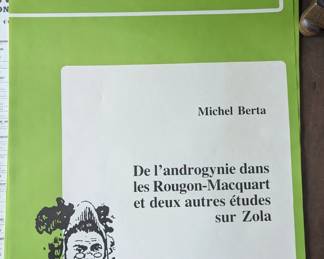 Michel Berta
De l'androgynie dans
les Rougon-Macquart
et deux autres études
sur Zola